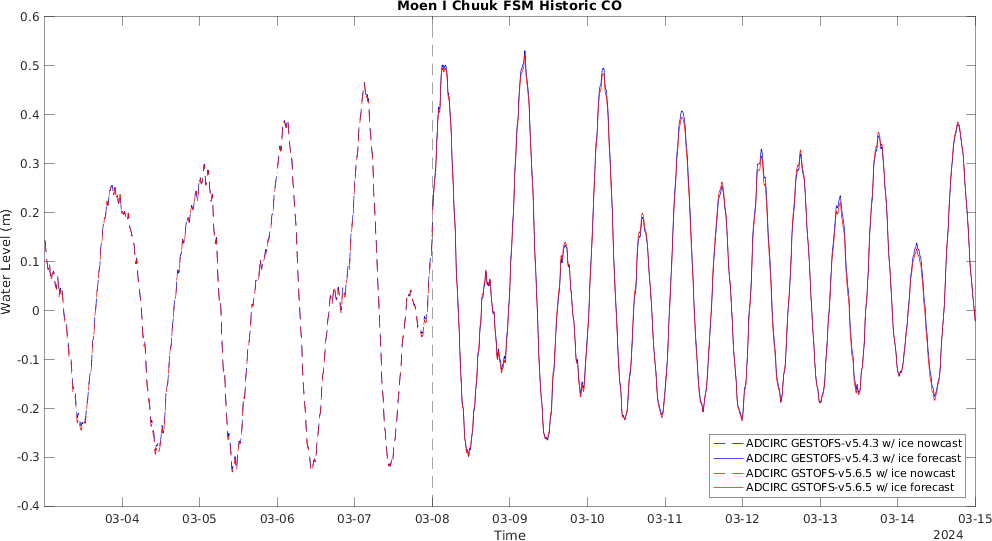 Moen I Chuuk FSM Historic CO
0.6
0.5
0.4
0.3
0.2
0.1
0
-0.1
-0.2
-0.3
-0.4
Water Level (m)
ADCIRC GESTOFS-v5.4.3 w/ ice nowcast
ADCIRC GESTOFS-v5.4.3 w/ ice forecast
ADCIRC GSTOFS-v5.6.5 w/ ice nowcast
ADCIRC GSTOFS-v5.6.5 w/ ice forecast
03-04 03-05 03-06 03-07 03-08 03-09 03-10 03-11 03-12 03-13 03-14 03-15
Time
2024